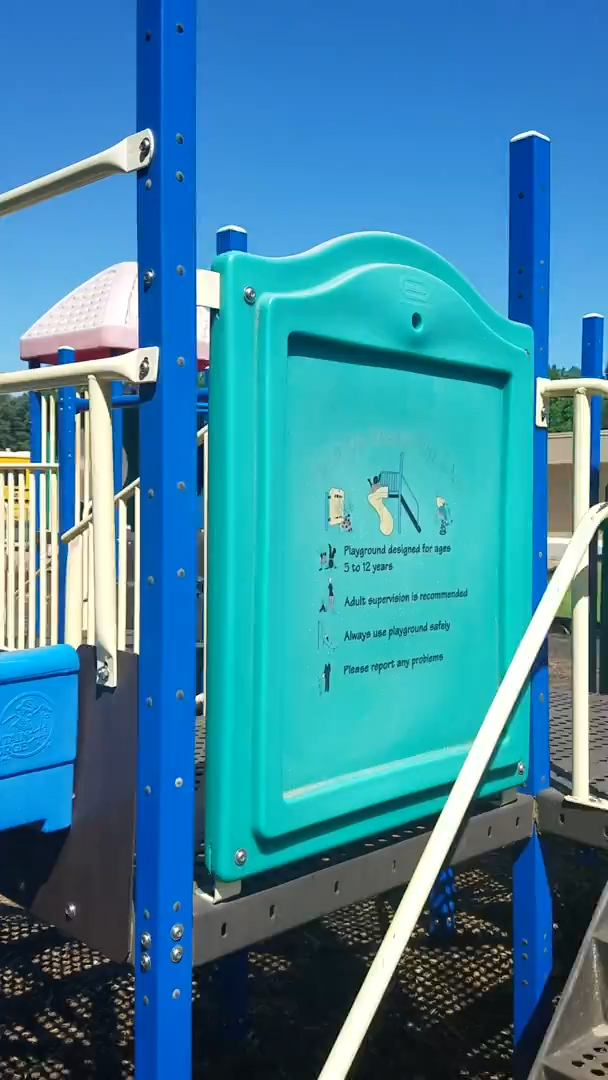 Playground designed for ages
5 to 12 years
Adult supervision is recommended
Always use playground safely
Please report any problems